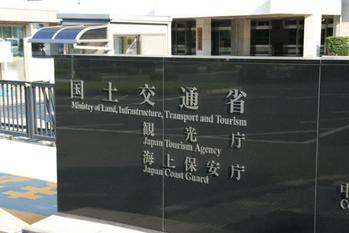 国土交通省
Ministry of Land, Infrastructure, Transport and Tourism
観光庁
Japan Tourism Agency
海上保安庁
Japan Coast Guard
中
C